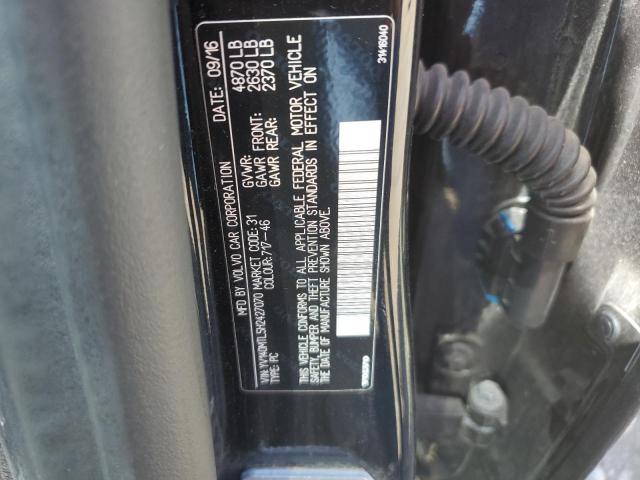 MFD BY VOLVO CAR CORPORATION DATE: 09/16
GVWR: 4870 LB
GAWR FRONT: 2630 LB
GAWR REAR: 2370 LB
VIN: YV140MTL5H2427070 MARKET CODE: 31
TYPE: PC COLOUR: 717-46
THIS VEHICLE CONFORMS TO ALL APPLICABLE FEDERAL MOTOR VEHICLE
SAFETY, BUMPER AND THEFT PREVENTION STANDARDS IN EFFECT ON
THE DATE OF MANUFACTURE SHOWN ABOVE.
VOLVO
31418040